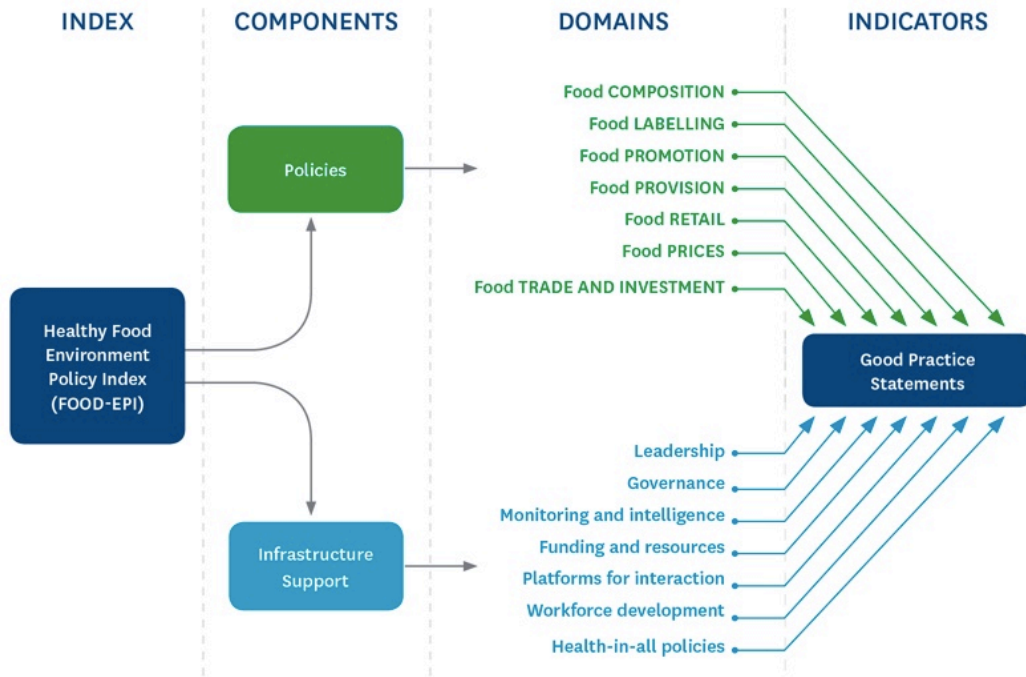 INDEX
COMPONENTS
DOMAINS
INDICATORS
Food COMPOSITION
Food LABELLING
Food PROMOTION
Food PROVISION
Food RETAIL
Food PRICES
Food TRADE AND INVESTMENT
Policies
Healthy Food
Environment
Policy Index
(FOOD-EPI)
Good Practice
Statements
Infrastructure
Support
Leadership
Governance
Monitoring and intelligence
Funding and resources
Platforms for interaction
Workforce development
Health-in-all policies